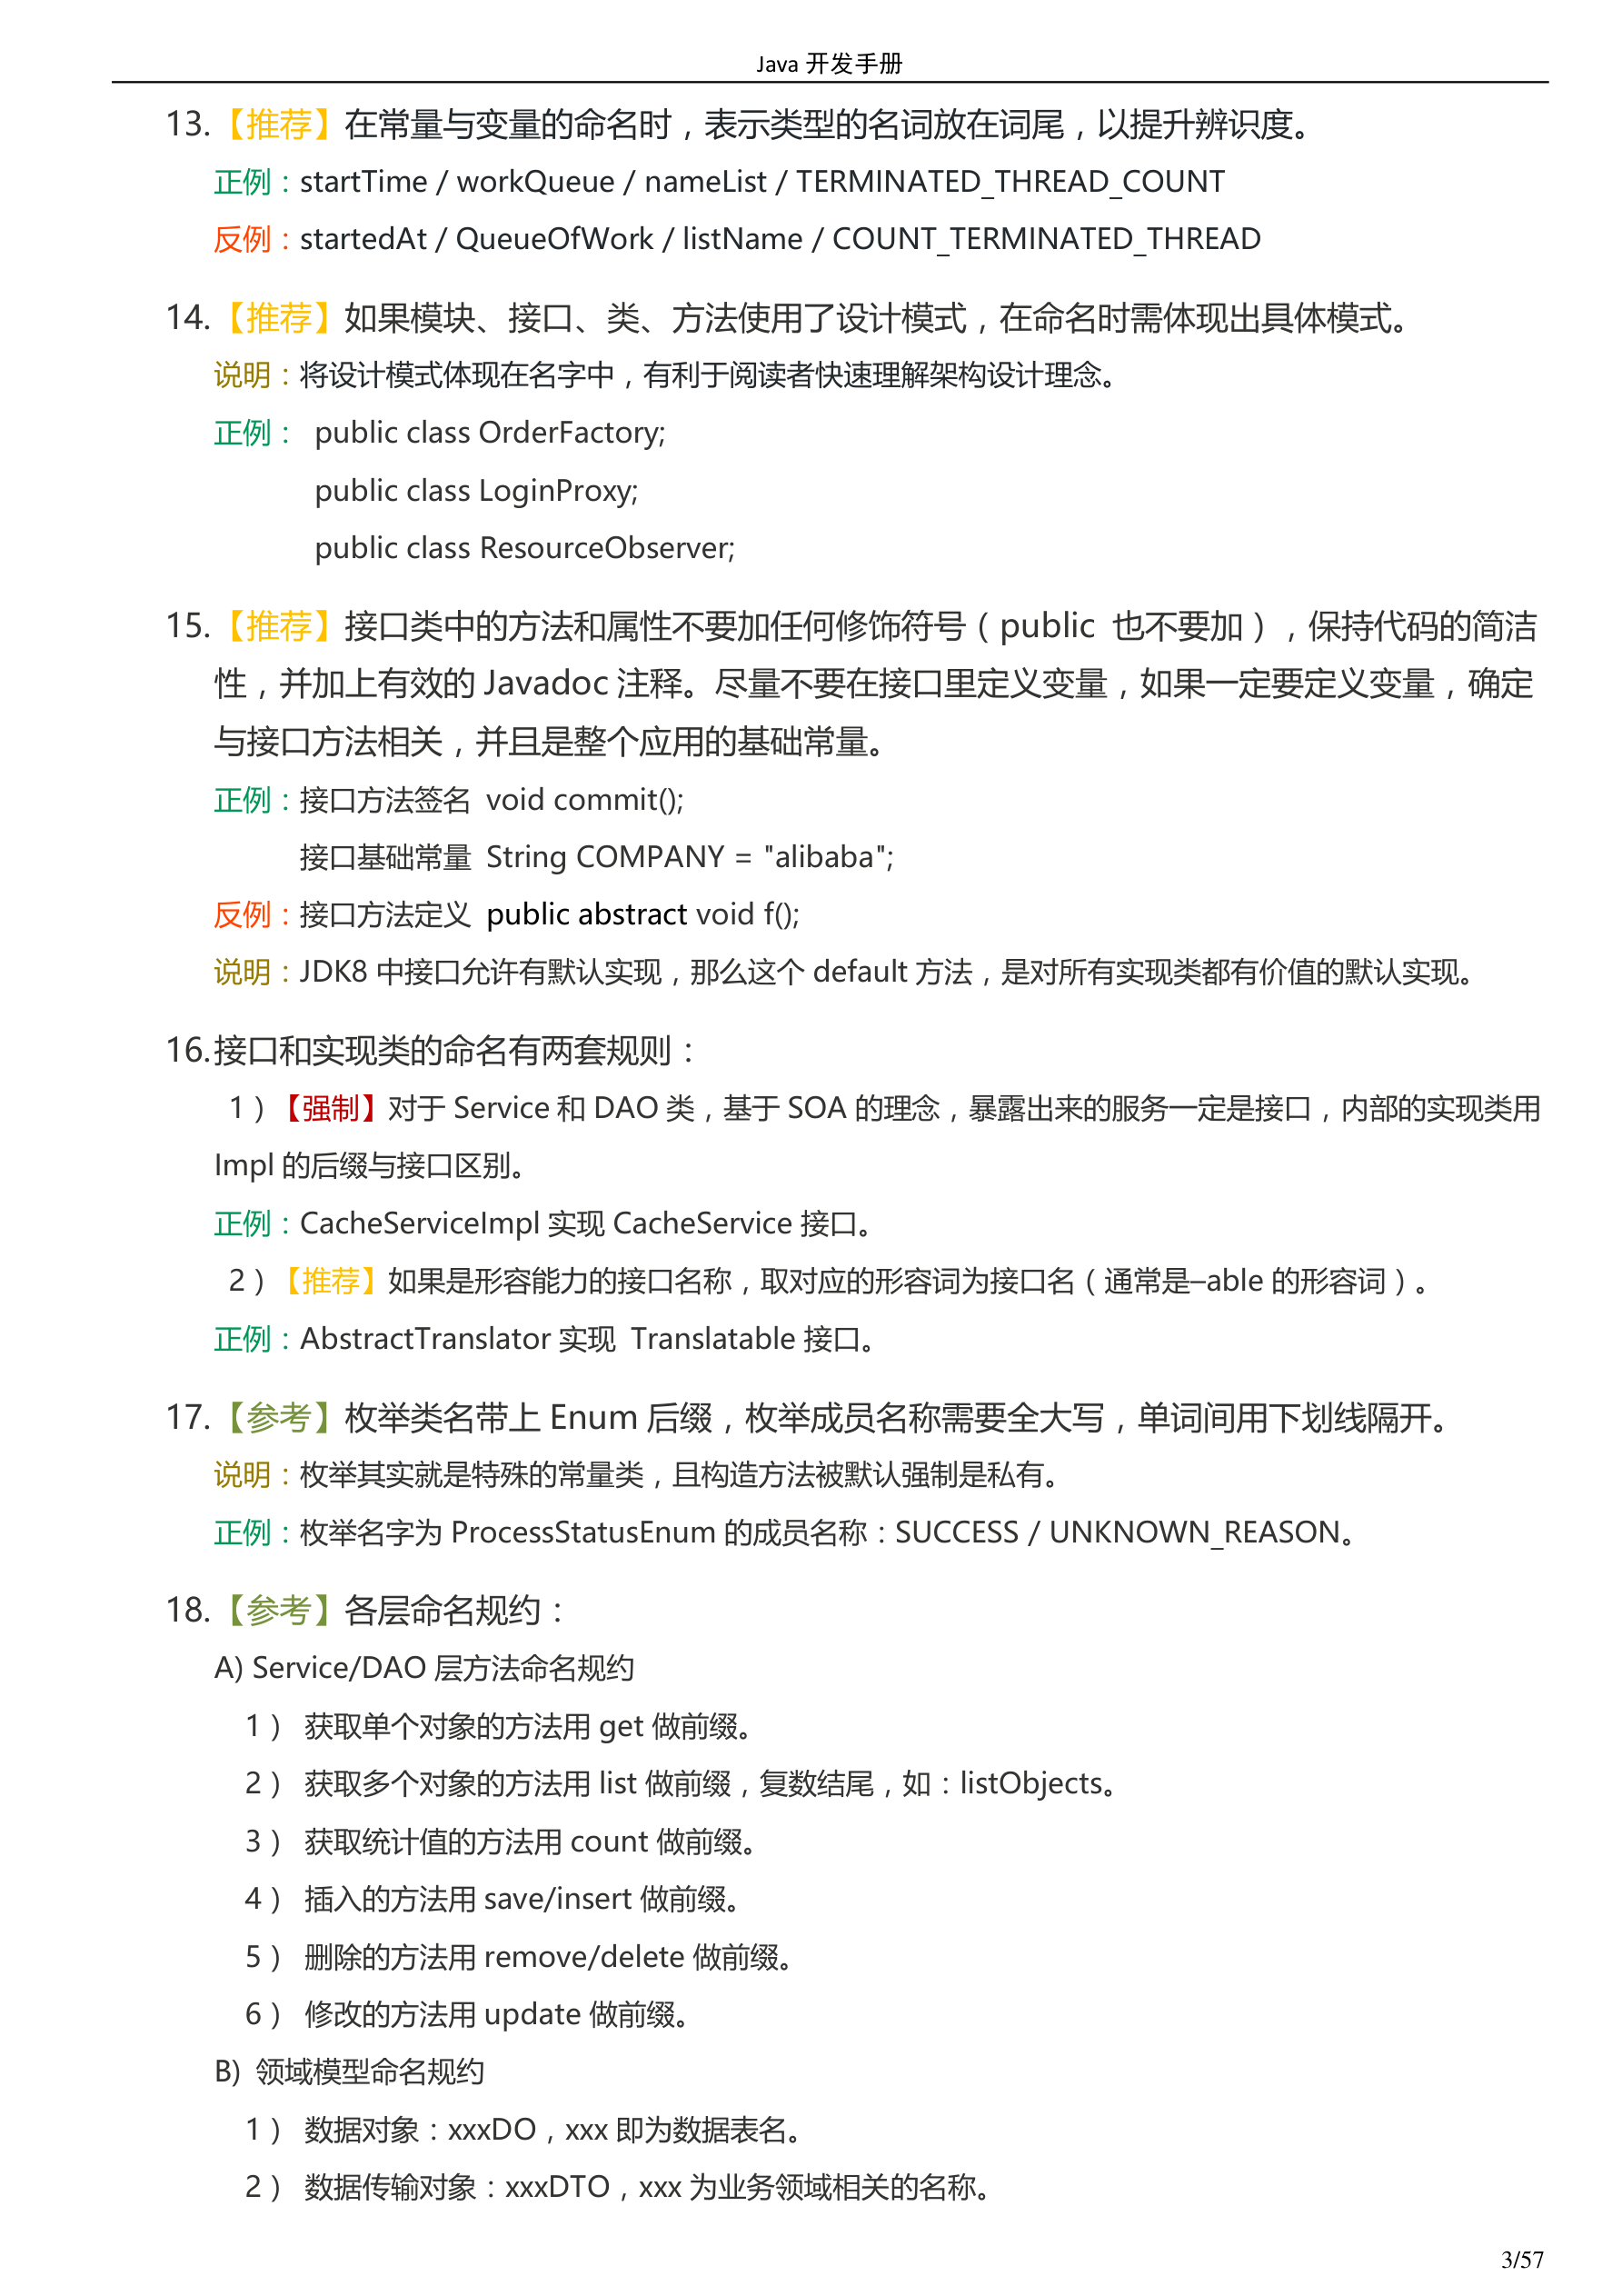 Java 开发手册
13.【推荐】在常量与变量的命名时，表示类型的名词放在词尾，以提升辨识度。
正例：startTime / workQueue / nameList / TERMINATED_THREAD_COUNT
反例：startedAt / QueueOfWork / listName / COUNT_TERMINATED_THREAD
14.【推荐】如果模块、接口、类、方法使用了设计模式，在命名时需体现出具体模式。
说明：将设计模式体现在名字中，有利于阅读者快速理解架构设计理念。
正例： public class OrderFactory;
public class LoginProxy;
public class ResourceObserver;
15.【推荐】接口类中的方法和属性不要加任何修饰符号（public 也不要加），保持代码的简洁
性，并加上有效的 Javadoc 注释。尽量不要在接口里定义变量，如果一定要定义变量，确定
与接口方法相关，并且是整个应用的基础常量。
正例：接口方法签名 void commit();
接口基础常量 String COMPANY = "alibaba";
反例：接口方法定义 public abstract void f();
说明：JDK8 中接口允许有默认实现，那么这个 default 方法，是对所有实现类都有价值的默认实现。
16.接口和实现类的命名有两套规则：
1）【强制】对于 Service 和 DAO 类，基于 SOA 的理念，暴露出来的服务一定是接口，内部的实现类用
Impl 的后缀与接口区别。
正例：CacheServiceImpl 实现 CacheService 接口。
2）【推荐】如果是形容能力的接口名称，取对应的形容词为接口名（通常是–able 的形容词）。
正例：AbstractTranslator 实现 Translatable 接口。
17.【参考】枚举类名带上 Enum 后缀，枚举成员名称需要全大写，单词间用下划线隔开。
说明：枚举其实就是特殊的常量类，且构造方法被默认强制是私有。
正例：枚举名字为 ProcessStatusEnum 的成员名称：SUCCESS / UNKNOWN_REASON。
18.【参考】各层命名规约：
A) Service/DAO 层方法命名规约
1） 获取单个对象的方法用 get 做前缀。
2） 获取多个对象的方法用 list 做前缀，复数结尾，如：listObjects。
3） 获取统计值的方法用 count 做前缀。
4） 插入的方法用 save/insert 做前缀。
5） 删除的方法用 remove/delete 做前缀。
6） 修改的方法用 update 做前缀。
B) 领域模型命名规约
1） 数据对象：xxxDO，xxx 即为数据表名。
2） 数据传输对象：xxxDTO，xxx 为业务领域相关的名称。
3/57